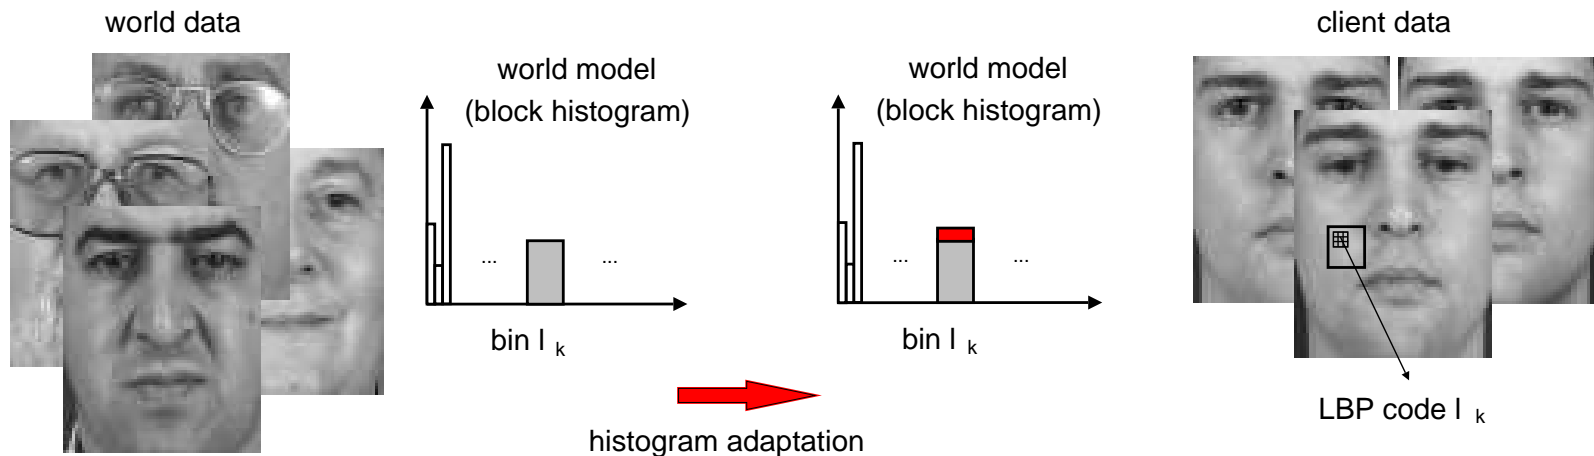 world data
world model
(block histogram)
...
...
bin l k
histogram adaptation
world model
(block histogram)
...
...
bin l k
client data
LBP code l k